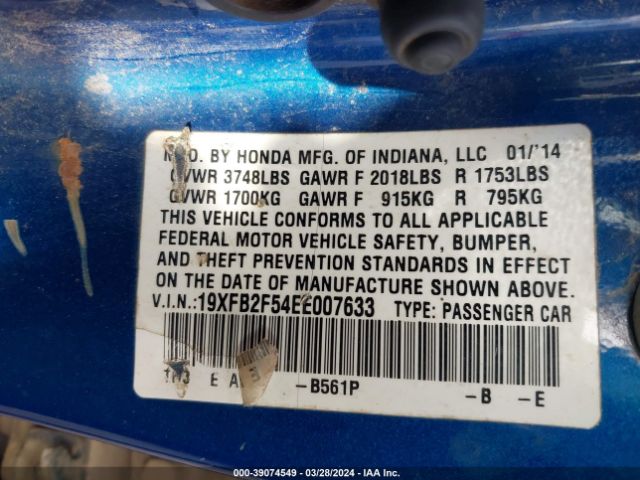 BY HONDA MFG. OF INDIANA, LLC 01/'14
GVWR 3748LBS GAWR F 2018LBS R 1753LBS
GVWR 1700KG GAWR F 915KG R 795KG
THIS VEHICLE CONFORMS TO ALL APPLICABLE
FEDERAL MOTOR VEHICLE SAFETY, BUMPER,
AND THEFT PREVENTION STANDARDS IN EFFECT
ON THE DATE OF MANUFACTURE SHOWN ABOVE.
V.I.N.: 19XFB2F54EE007633 TYPE: PASSENGER CAR
E -B561P -B -E
© (USA) - 39074549 - 03/28/2024 - IAA Inc.